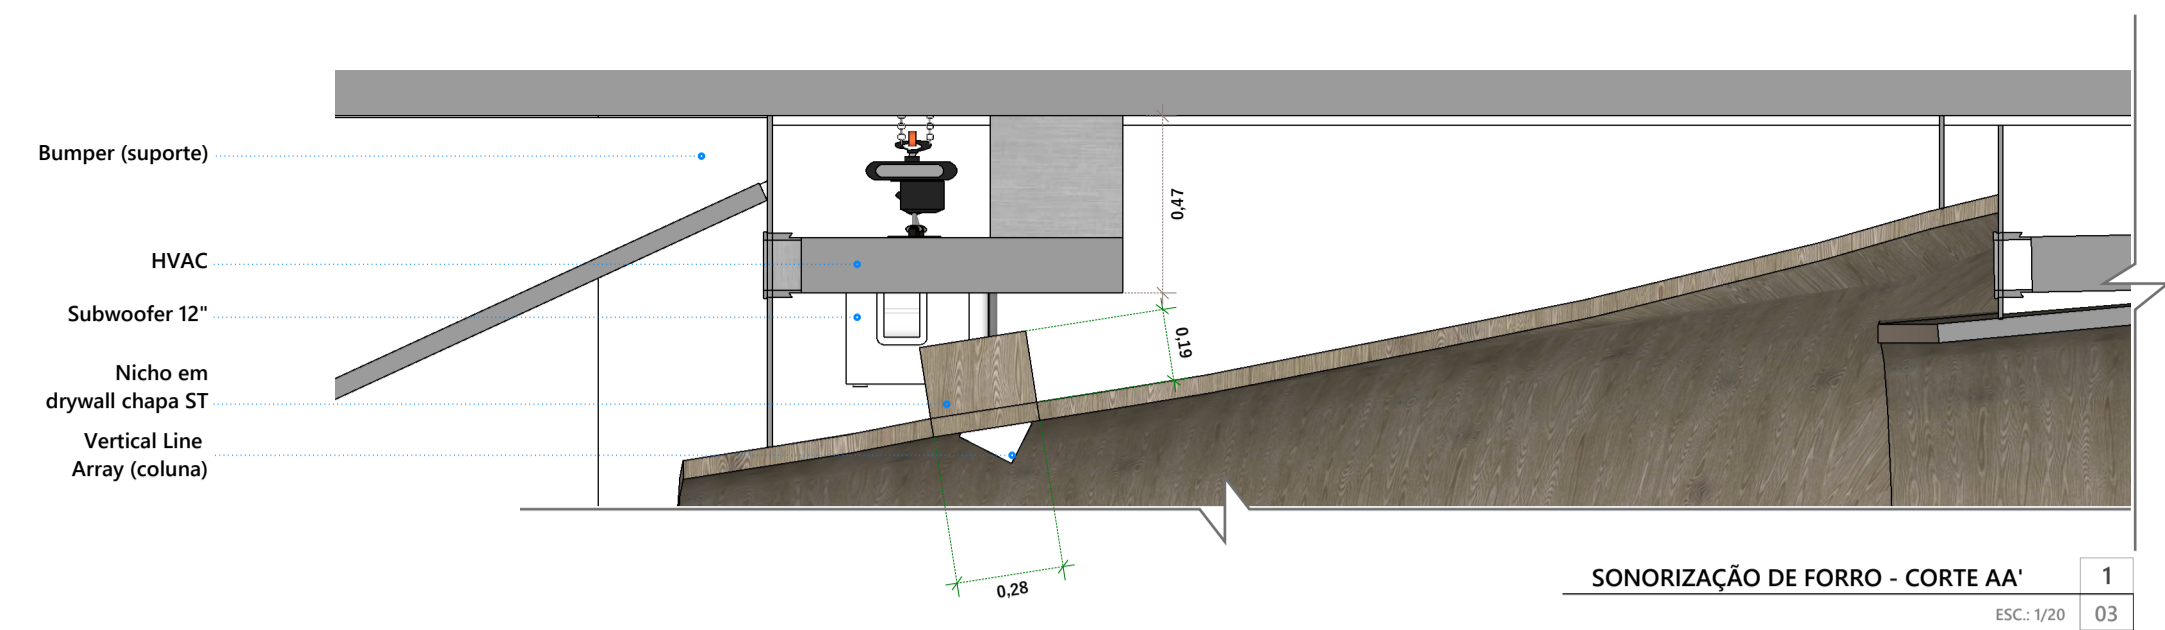 Bumper (suporte)
HVAC
Subwoofer 12"
Nicho em
drywall chapa ST
Vertical Line
Array (coluna)
0,47
0,19
0,28
SONORIZAÇÃO DE FORRO - CORTE AA'
1
ESC.: 1/20
03